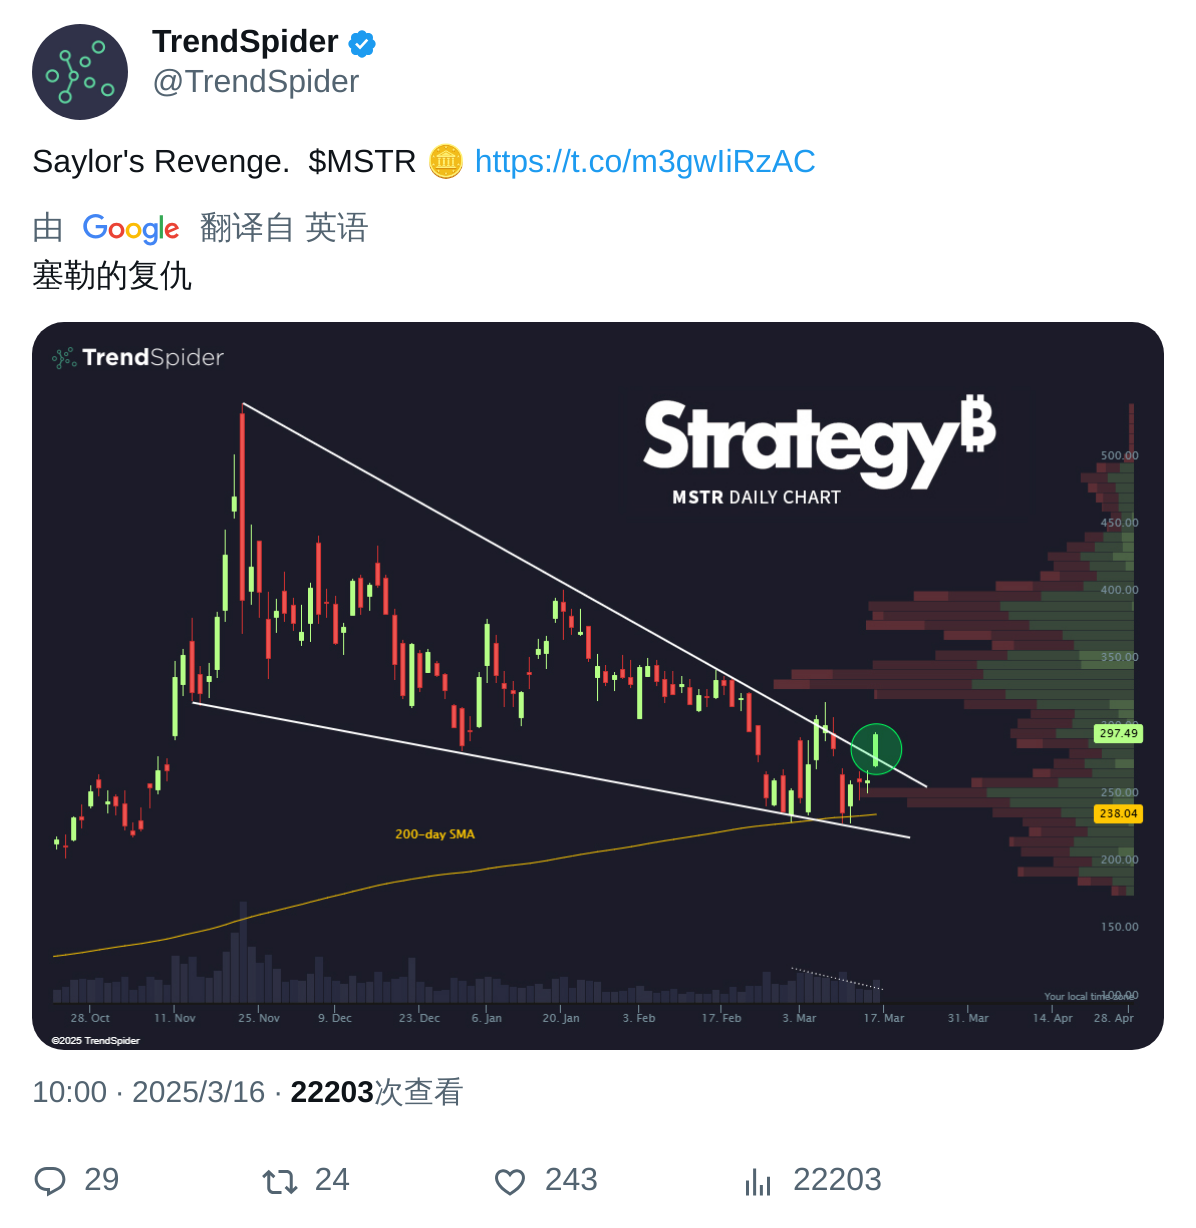 TrendSpider
@TrendSpider
Saylor's Revenge. $MSTR 🪙 https://t.co/m3gwIiRzAC
由 Google 翻译自 英语
塞勒的复仇
TrendSpider
Strategy₿
MSTR DAILY CHART
500.00
450.00
400.00
350.00
300.00
297.49
250.00
238.04
200-day SMA
200.00
150.00
100.00
Your local time zone
28. Oct 11. Nov 25. Nov 9. Dec 23. Dec 6. Jan 20. Jan 3. Feb 17. Feb 3. Mar 17. Mar 31. Mar 14. Apr 28. Apr
©2025 TrendSpider
10:00 · 2025/3/16 · 22203次查看
29 24 243 22203